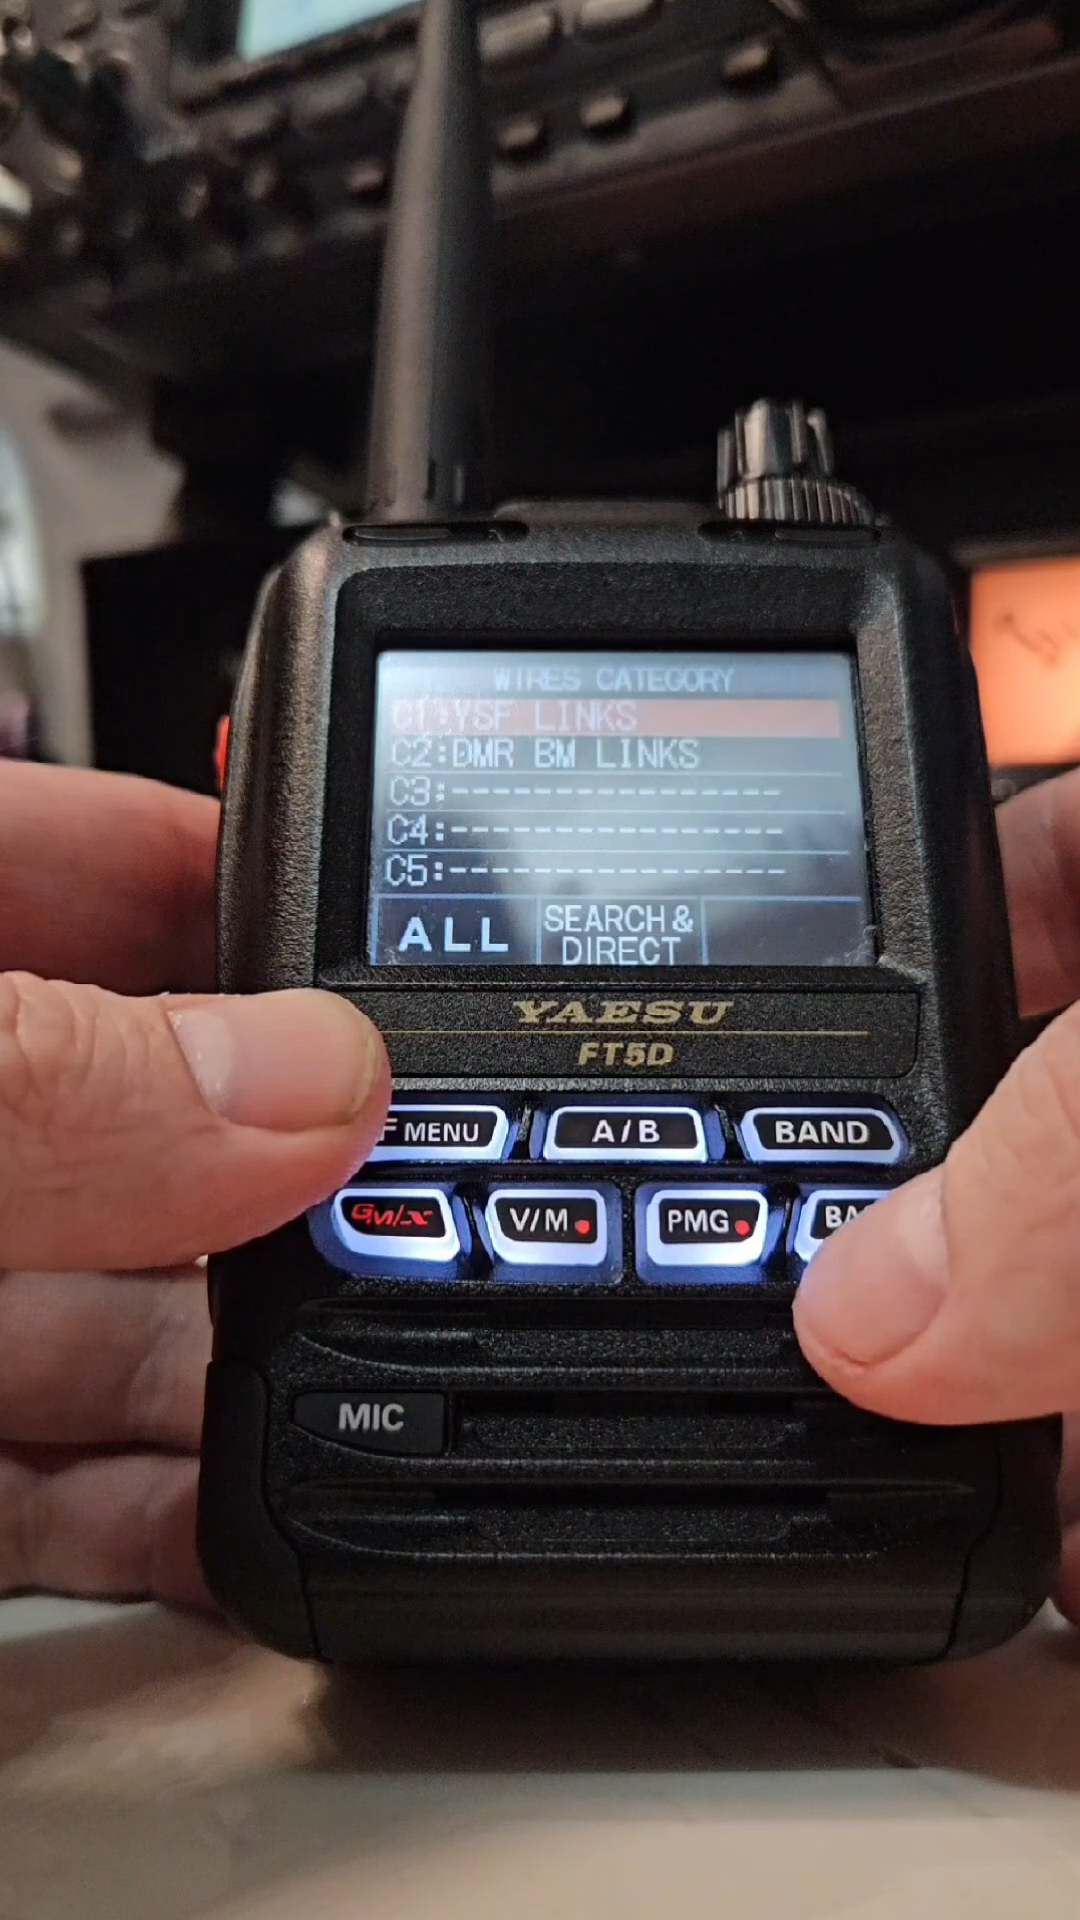 WIRES CATEGORY
C1:YSF LINKS
C2:DMR BM LINKS
C3:----------------
C4:----------------
C5:----------------
ALL
SEARCH &
DIRECT
YAESU
FT5D
F MENU
A/B
BAND
GM/X
V/M
PMG
MIC